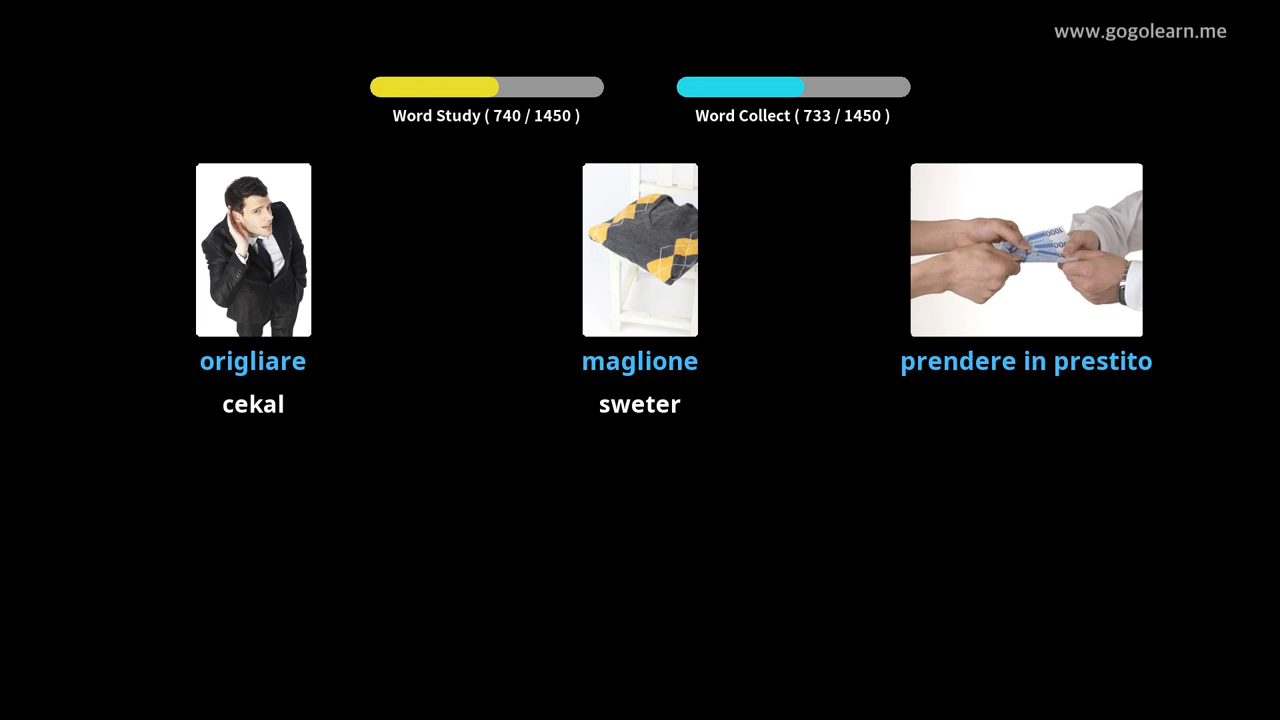 www.gogolearn.me
Word Study ( 740 / 1450 )
Word Collect ( 733 / 1450 )
origliare
maglione
prendere in prestito
cekal
sweter